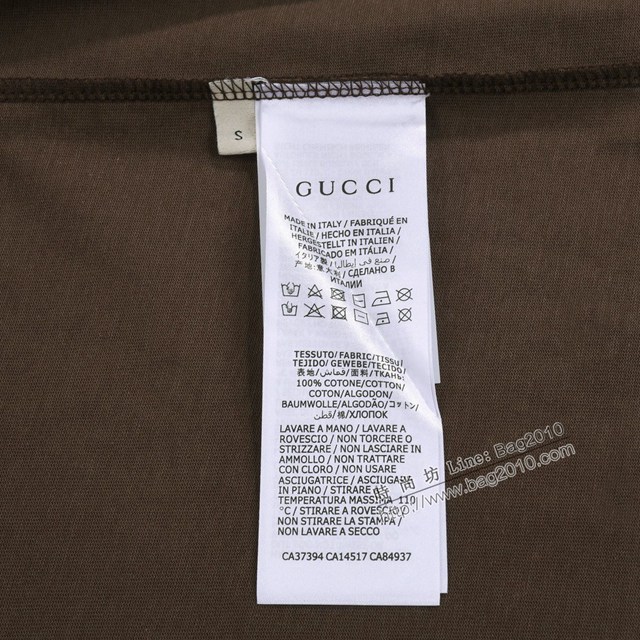 S
GUCCI
MADE IN ITALY / FABRIQUÉ EN
ITALIE / HECHO EN ITALIA /
HERGESTELLT IN ITALIEN /
FABRICADO EM ITÁLIA /
イタリア製 / صنع في إيطاليا /
产地:意大利 / СДЕЛАНО В
ИТАЛИИ
TESSUTO/FABRIC/TISSU/
TEJIDO/ GEWEBE/TECIDO/
表地/قماش/面料/ТКАНЬ
100% COTONE/COTTON/
COTON/ALGODON/
BAUMWOLLE/ALGODÃO/コットン
/قطن/棉/ХЛОПОК
LAVARE A MANO / LAVARE A
ROVESCIO / NON TORCERE O
STRIZZARE / NON LASCIARE IN
AMMOLLO / NON TRATTARE
CON CLORO / NON USARE
ASCIUGATRICE / ASCIUGARE
IN PIANO / STIRARE A
TEMPERATURA MASSIMA 110
°C / STIRARE A ROVESCIO /
NON STIRARE LA STAMPA /
NON LAVARE A SECCO
CA37394 CA14517 CA84937
時尚坊 Line: Bag2010
http://www.bag2010.com